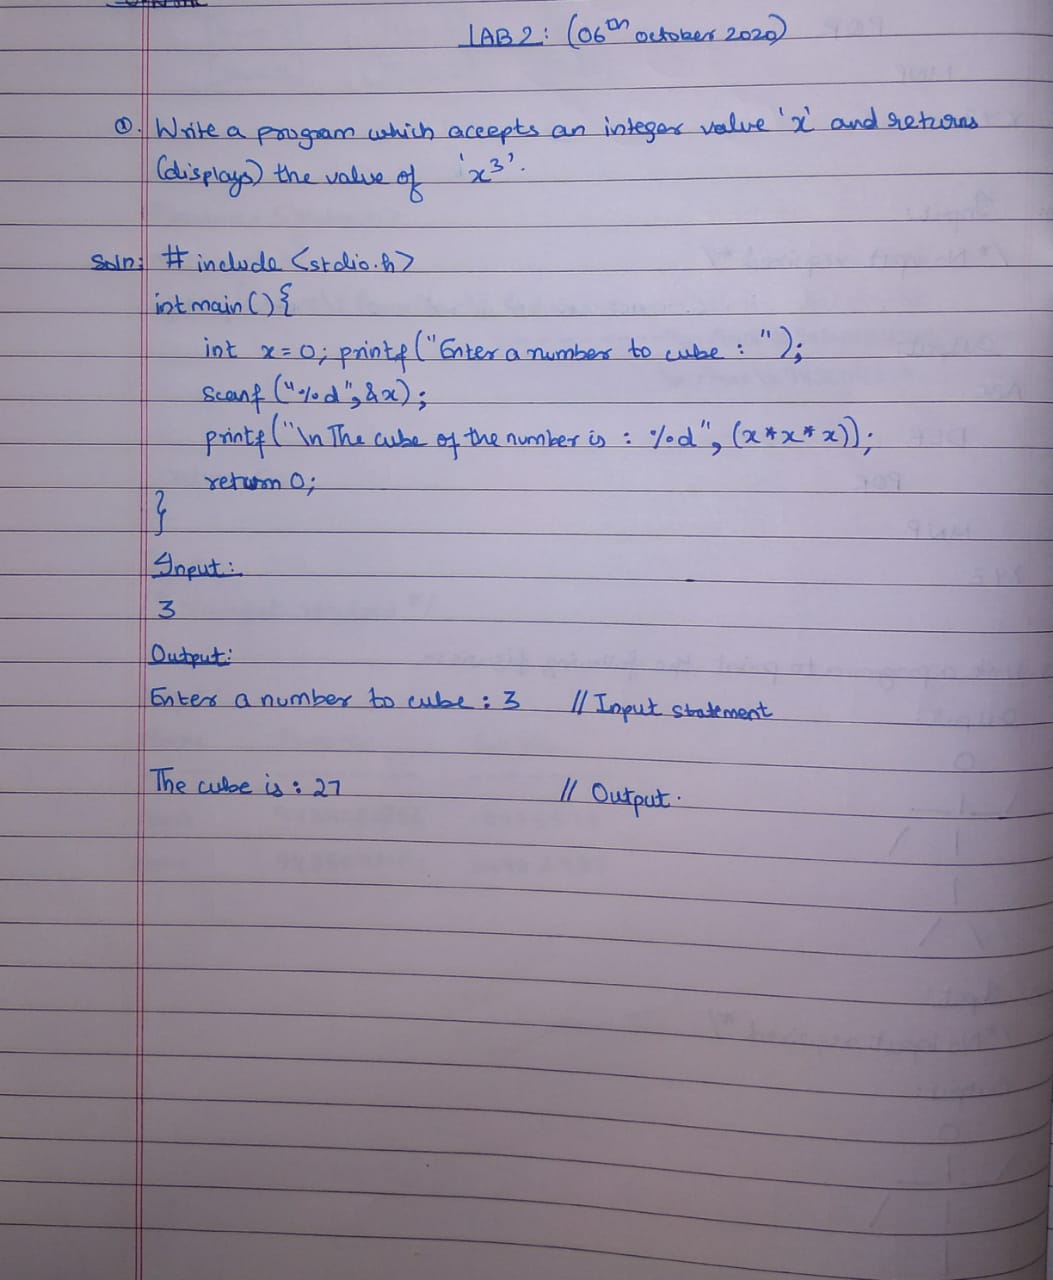 LAB 2: (06th october 2020)
①. Write a program which accepts an integer value 'x' and returns
(displays) the value of 'x³'.
Soln: # include <stdio.h>
int main () {
int x = 0; printf ("Enter a number to cube : ");
scanf ("%d", &x);
printf ("\n The cube of the number is : %d", (x*x*x));
return 0;
}
Input:
3
Output:
Enter a number to cube : 3 // Input statement
The cube is : 27 // Output.